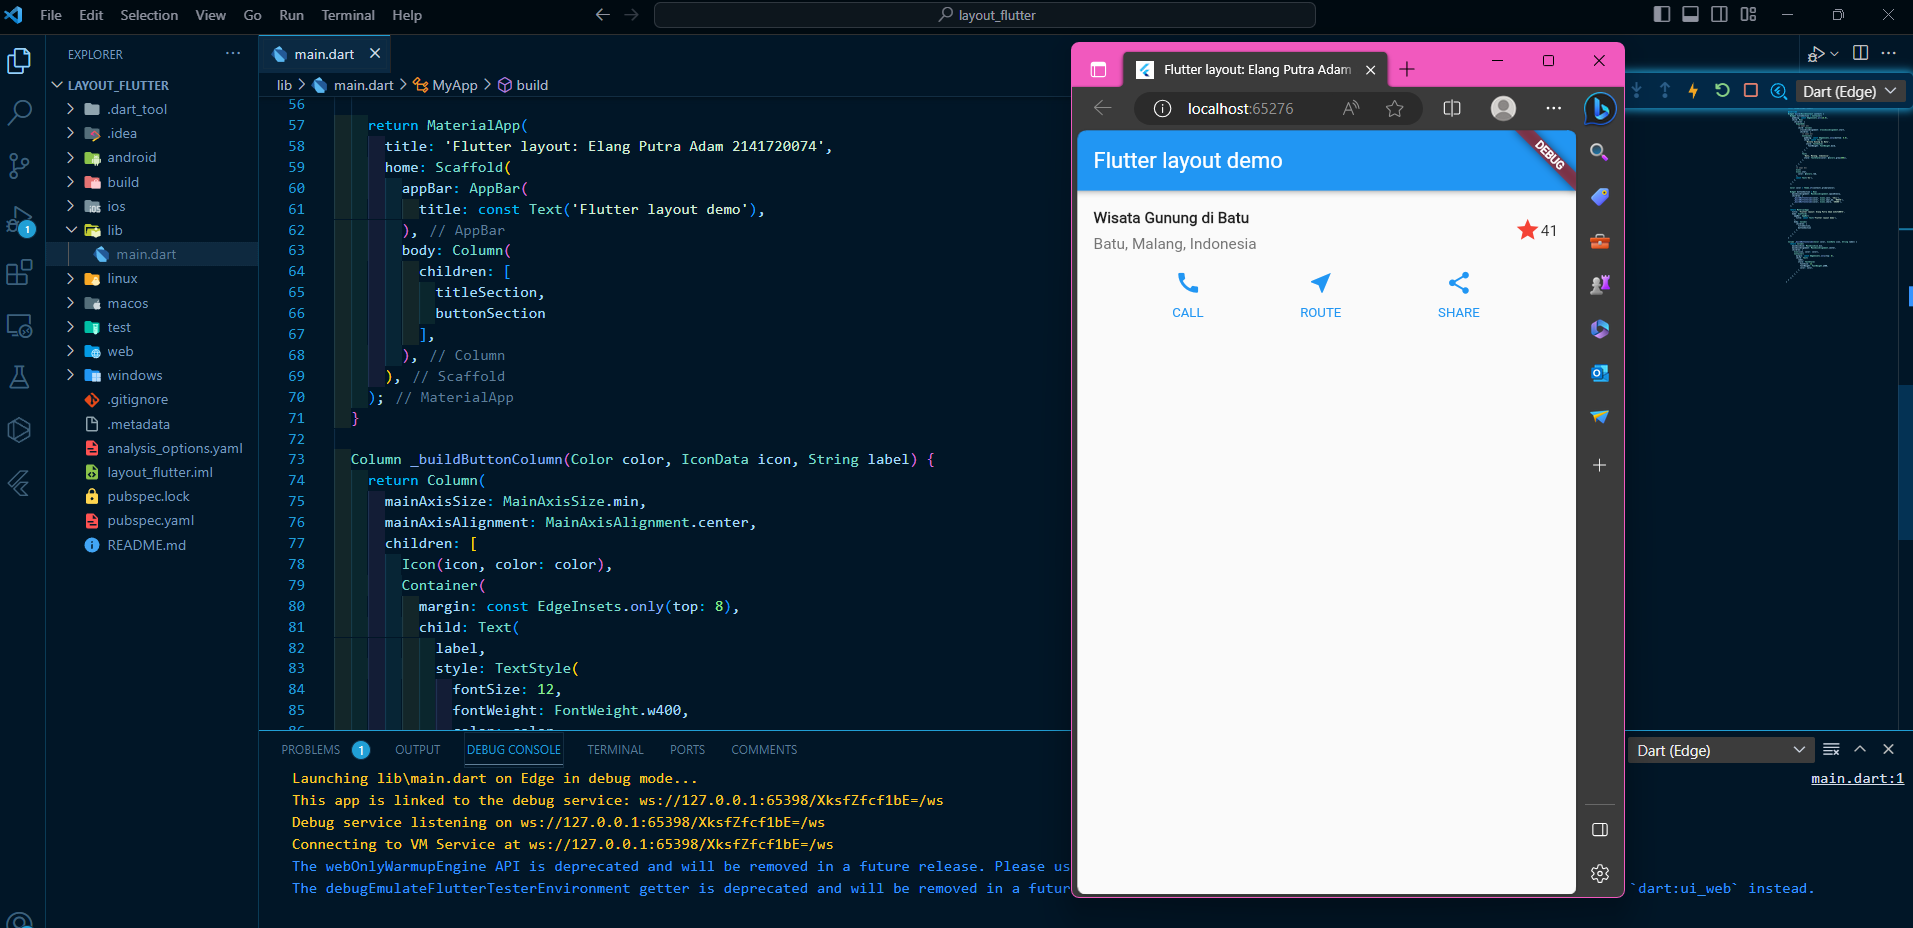 File Edit Selection View Go Run Terminal Help
layout_flutter
EXPLORER
LAYOUT_FLUTTER
.dart_tool
.idea
android
build
ios
lib
main.dart
linux
macos
test
web
windows
.gitignore
.metadata
analysis_options.yaml
layout_flutter.iml
pubspec.lock
pubspec.yaml
README.md
1
main.dart
lib > main.dart > MyApp > build
56
57 return MaterialApp(
58 title: 'Flutter layout: Elang Putra Adam 2141720074',
59 home: Scaffold(
60 appBar: AppBar(
61 title: const Text('Flutter layout demo'),
62 ), // AppBar
63 body: Column(
64 children: [
65 titleSection,
66 buttonSection
67 ],
68 ), // Column
69 ), // Scaffold
70 ); // MaterialApp
71 }
72
73 Column _buildButtonColumn(Color color, IconData icon, String label) {
74 return Column(
75 mainAxisSize: MainAxisSize.min,
76 mainAxisAlignment: MainAxisAlignment.center,
77 children: [
78 Icon(icon, color: color),
79 Container(
80 margin: const EdgeInsets.only(top: 8),
81 child: Text(
82 label,
83 style: TextStyle(
84 fontSize: 12,
85 fontWeight: FontWeight.w400,
Dart (Edge)
Flutter layout: Elang Putra Adam
localhost:65276
Flutter layout demo
DEBUG
Wisata Gunung di Batu
Batu, Malang, Indonesia
41
CALL ROUTE SHARE
PROBLEMS 1 OUTPUT DEBUG CONSOLE TERMINAL PORTS COMMENTS
Dart (Edge)
Launching lib\main.dart on Edge in debug mode...
main.dart:1
This app is linked to the debug service: ws://127.0.0.1:65398/XksfZfcf1bE=/ws
Debug service listening on ws://127.0.0.1:65398/XksfZfcf1bE=/ws
Connecting to VM Service at ws://127.0.0.1:65398/XksfZfcf1bE=/ws
The webOnlyWarmupEngine API is deprecated and will be removed in a future release. Please us
The debugEmulateFlutterTesterEnvironment getter is deprecated and will be removed in a futur `dart:ui_web` instead.